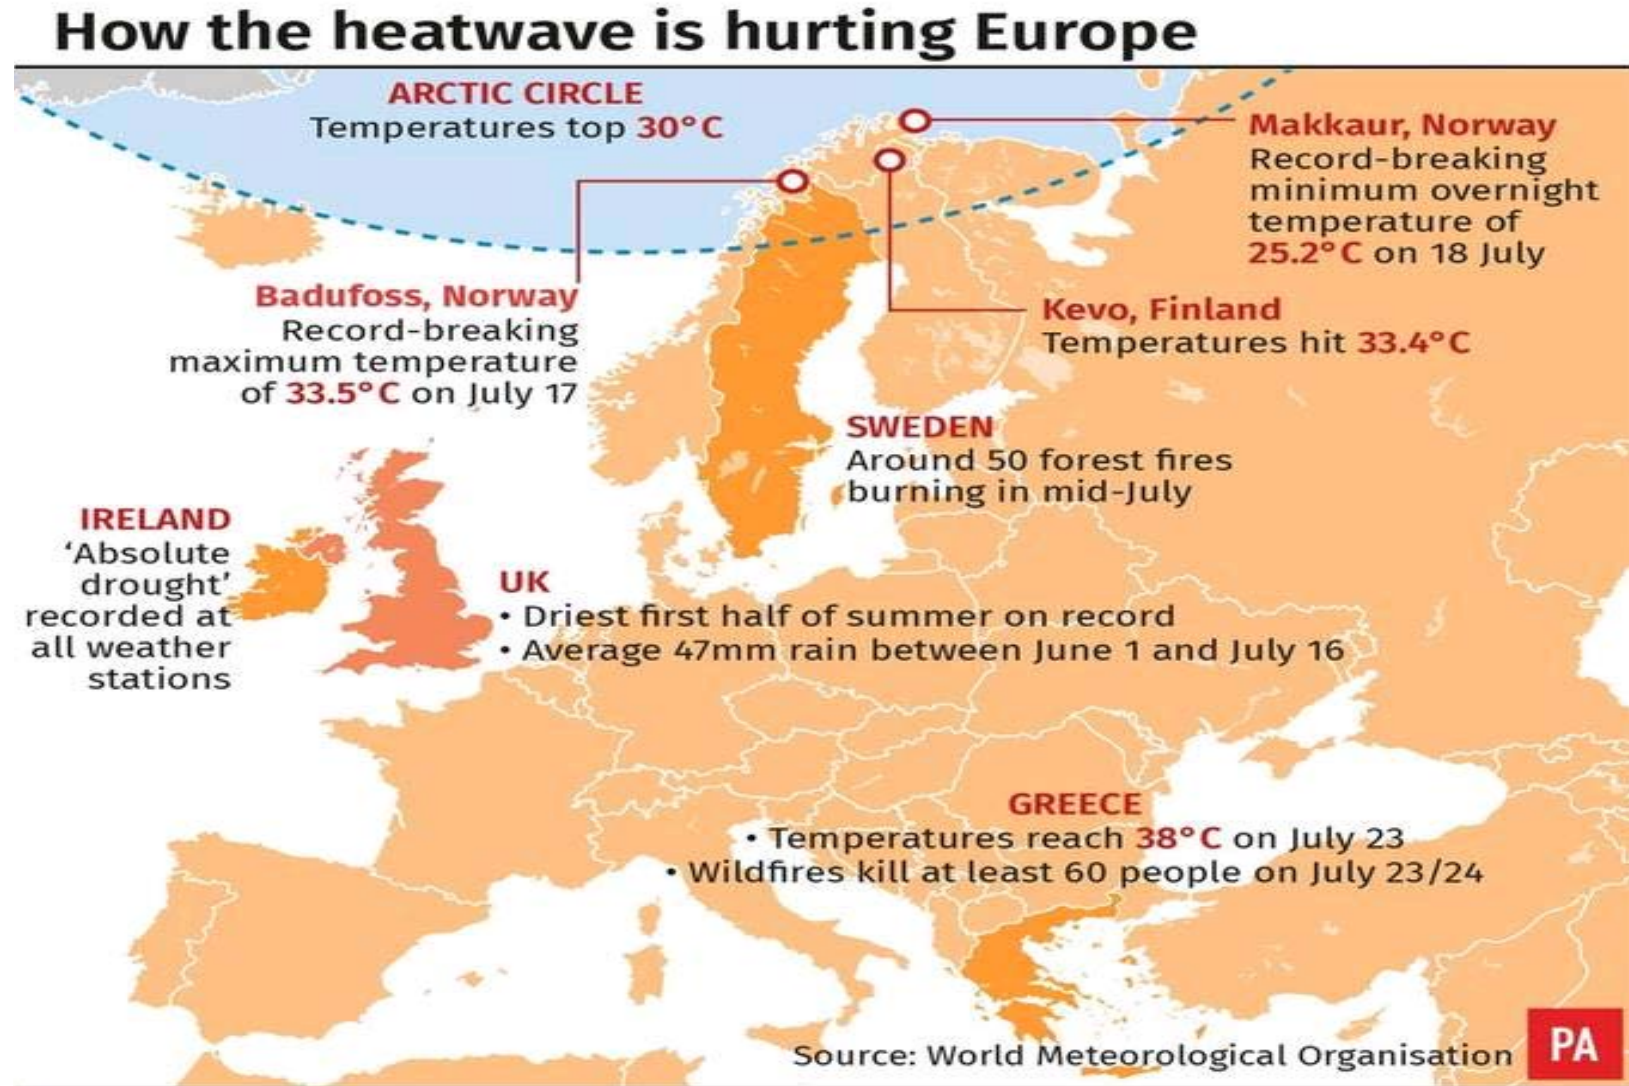 How the heatwave is hurting Europe
ARCTIC CIRCLE
Temperatures top 30°C
Makkaur, Norway
Record-breaking
minimum overnight
temperature of
25.2°C on 18 July
Badufoss, Norway
Record-breaking
maximum temperature
of 33.5°C on July 17
Kevo, Finland
Temperatures hit 33.4°C
SWEDEN
Around 50 forest fires
burning in mid-July
IRELAND
‘Absolute
drought’
recorded at
all weather
stations
UK
• Driest first half of summer on record
• Average 47mm rain between June 1 and July 16
GREECE
• Temperatures reach 38°C on July 23
• Wildfires kill at least 60 people on July 23/24
Source: World Meteorological Organisation
PA